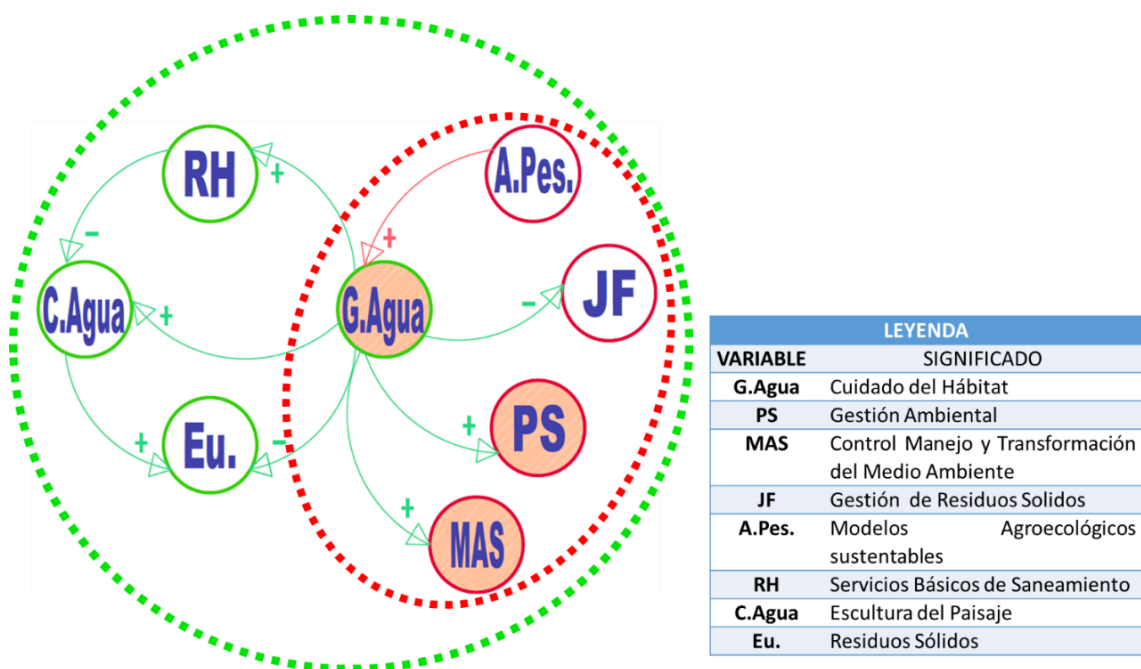 RH
A.Pes.
+
+
-
C.Agua
+
G.Agua
-
JF
Eu.
+
-
+
PS
+
MAS
LEYENDA
VARIABLE SIGNIFICADO
G.Agua Cuidado del Hábitat
PS Gestión Ambiental
MAS Control Manejo y Transformación
del Medio Ambiente
JF Gestión de Residuos Solidos
A.Pes. Modelos Agroecológicos
sustentables
RH Servicios Básicos de Saneamiento
C.Agua Escultura del Paisaje
Eu. Residuos Sólidos